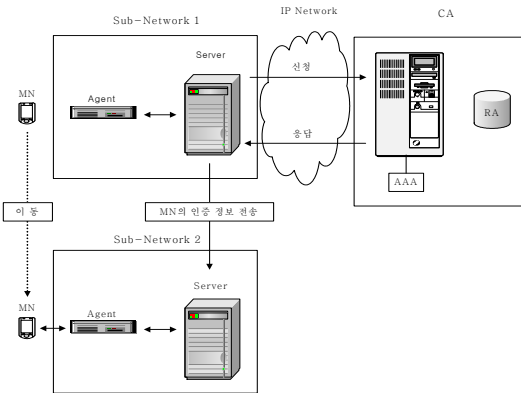 Sub-Network 1
IP Network
CA
Server
신청
MN
Agent
RA
응답
AAA
이 동
MN의 인증 정보 전송
Sub-Network 2
Server
MN
Agent